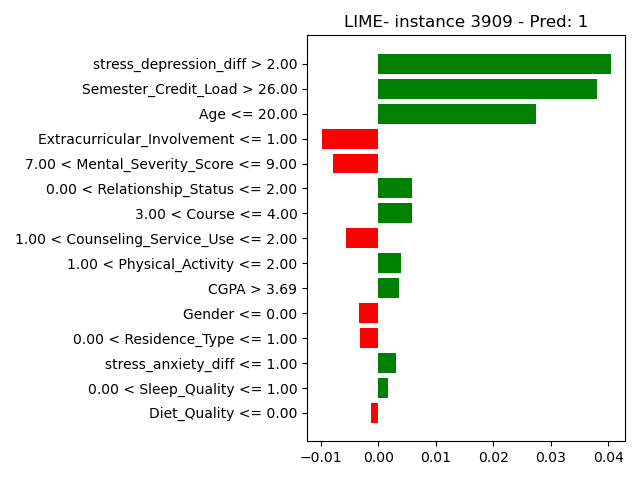 LIME- instance 3909 - Pred: 1
stress_depression_diff > 2.00
Semester_Credit_Load > 26.00
Age <= 20.00
Extracurricular_Involvement <= 1.00
7.00 < Mental_Severity_Score <= 9.00
0.00 < Relationship_Status <= 2.00
3.00 < Course <= 4.00
1.00 < Counseling_Service_Use <= 2.00
1.00 < Physical_Activity <= 2.00
CGPA > 3.69
Gender <= 0.00
0.00 < Residence_Type <= 1.00
stress_anxiety_diff <= 1.00
0.00 < Sleep_Quality <= 1.00
Diet_Quality <= 0.00
−0.01 0.00 0.01 0.02 0.03 0.04